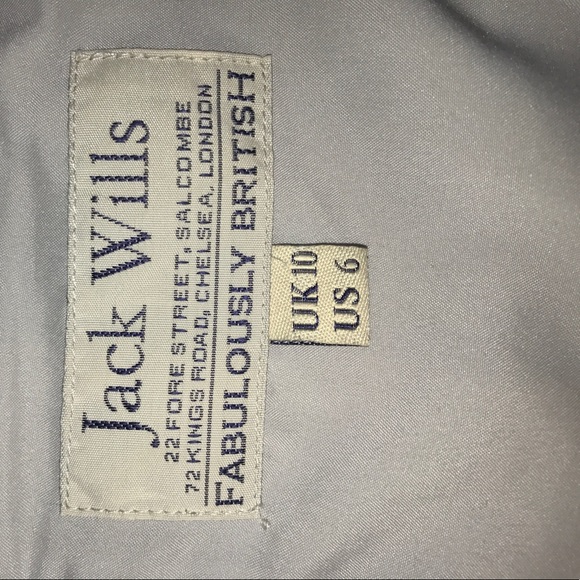 Jack Wills
22 FORE STREET, SALCOMBE
72 KINGS ROAD, CHELSEA, LONDON
FABULOUSLY BRITISH
UK 10
US 6